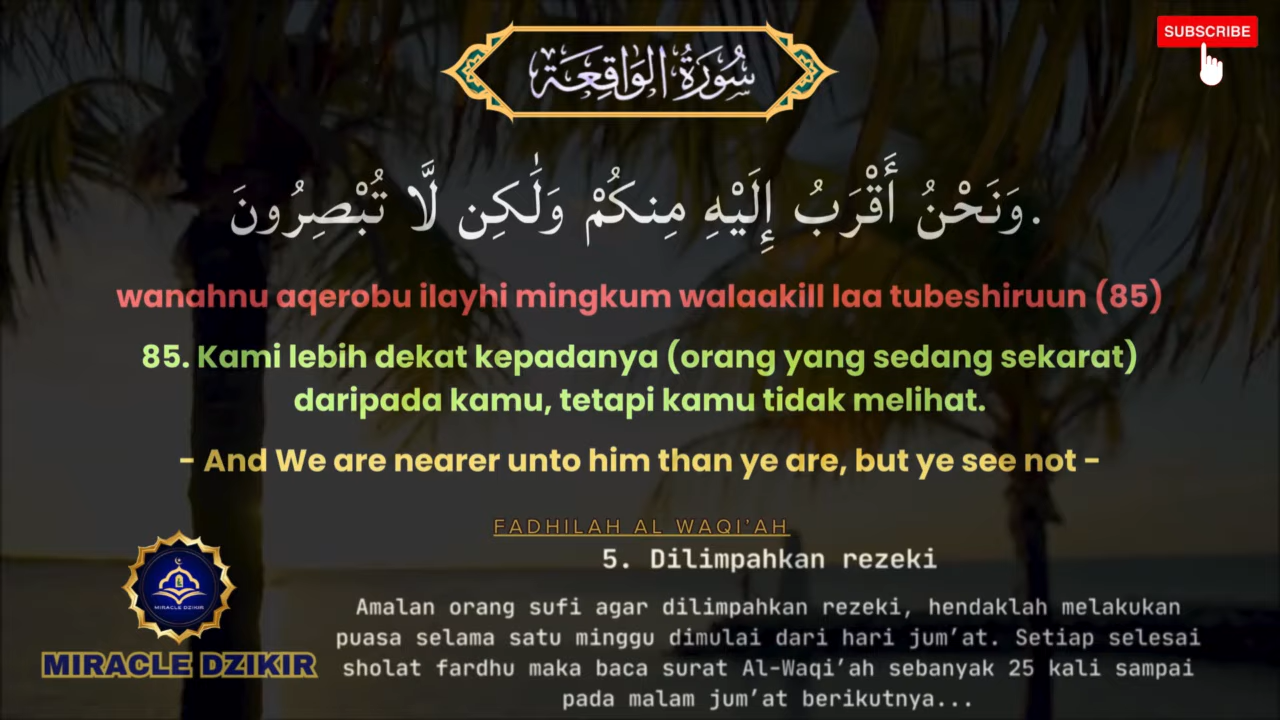 سُورَةُ الوَاقِعَة
SUBSCRIBE
وَنَحْنُ أَقْرَبُ إِلَيْهِ مِنكُمْ وَلَٰكِن لَّا تُبْصِرُونَ.
wanahnu aqerobu ilayhi mingkum walaakill laa tubeshiruun (85)
85. Kami lebih dekat kepadanya (orang yang sedang sekarat)
daripada kamu, tetapi kamu tidak melihat.
- And We are nearer unto him than ye are, but ye see not -
FADHILAH AL WAQI'AH
5. Dilimpahkan rezeki
Amalan orang sufi agar dilimpahkan rezeki, hendaklah melakukan
puasa selama satu minggu dimulai dari hari jum'at. Setiap selesai
sholat fardhu maka baca surat Al-Waqi'ah sebanyak 25 kali sampai
pada malam jum'at berikutnya...
MIRACLE DZIKIR
MIRACLE DZIKIR